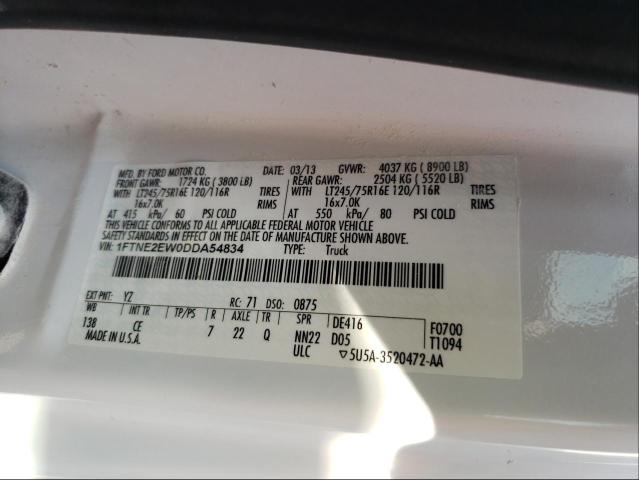 MFD. BY FORD MOTOR CO. 03/13 GVWR: 4037 KG ( 8900 LB)
FRONT GAWR: 1724 KG ( 3800 LB) REAR GAWR: 2504 KG ( 5520 LB)
WITH LT245/75R16E 120/116R TIRES WITH LT245/75R16E 120/116R TIRES
16x7.0K RIMS 16x7.0K RIMS
AT 415 kPa/ 60 PSI COLD AT 550 kPa/ 80 PSI COLD
THIS VEHICLE CONFORMS TO ALL APPLICABLE FEDERAL MOTOR VEHICLE
SAFETY STANDARDS IN EFFECT ON THE DATE OF MANUFACTURE SHOWN ABOVE.
VIN: 1FTNE2EW0DDA54834 TYPE: Truck
EXT PNT: YZ RC: 71 DSO: 0875
WB INT TR TP/PS R AXLE TR SPR DE416 F0700
138 CE 7 22 Q NN22 D05 T1094
MADE IN U.S.A. ULC ▽5U5A-3520472-AA